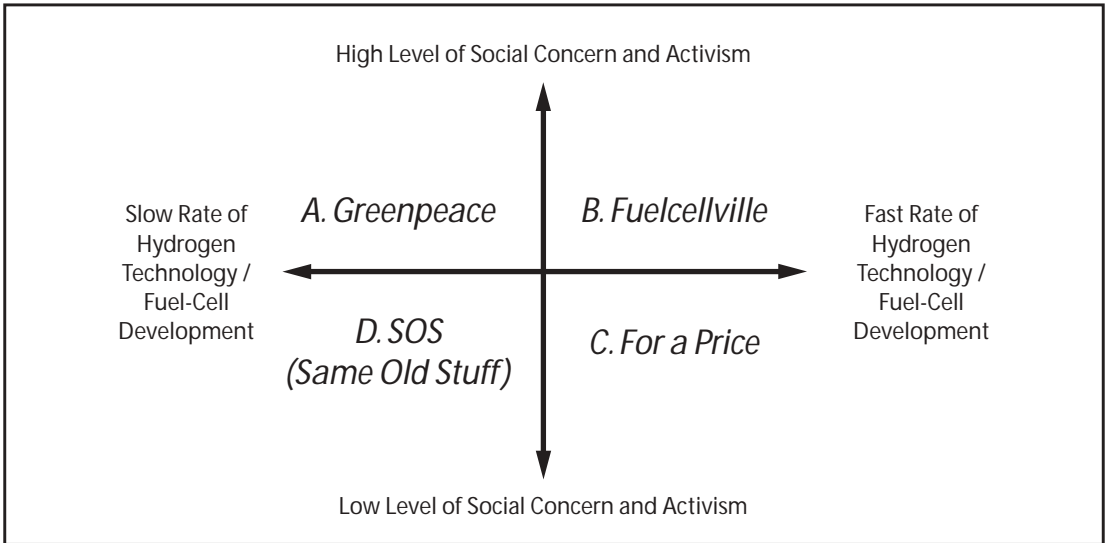 High Level of Social Concern and Activism
A. Greenpeace
B. Fuelcellville
Slow Rate of
Hydrogen
Technology /
Fuel-Cell
Development
Fast Rate of
Hydrogen
Technology /
Fuel-Cell
Development
D. SOS
(Same Old Stuff)
C. For a Price
Low Level of Social Concern and Activism